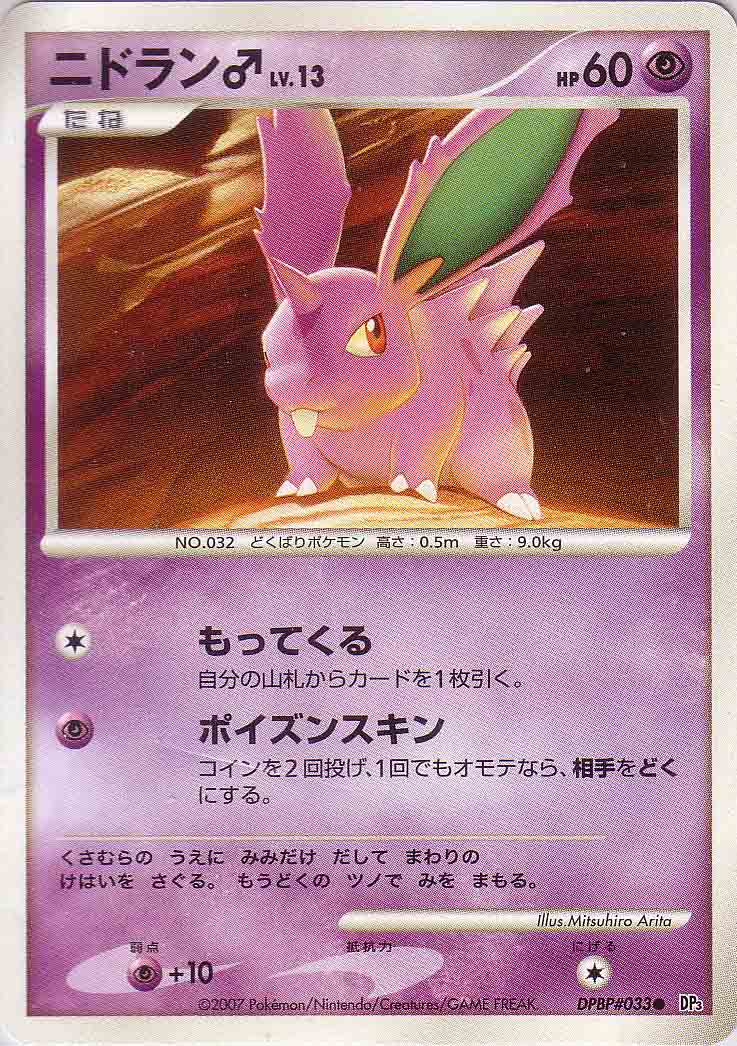 ニドラン♂ LV.13 HP60
たね
NO.032 どくばりポケモン 高さ:0.5m 重さ:9.0kg
もってくる
自分の山札からカードを1枚引く。
ポイズンスキン
コインを2回投げ、1回でもオモテなら、相手をどく
にする。
くさむらの うえに みみだけ だして まわりの
けはいを さぐる。 もうどくの ツノで みを まもる。
Illus.Mitsuhiro Arita
弱点 抵抗力 にげる
+10
©2007 Pokémon/Nintendo/Creatures/GAME FREAK DPBP#033● DP3